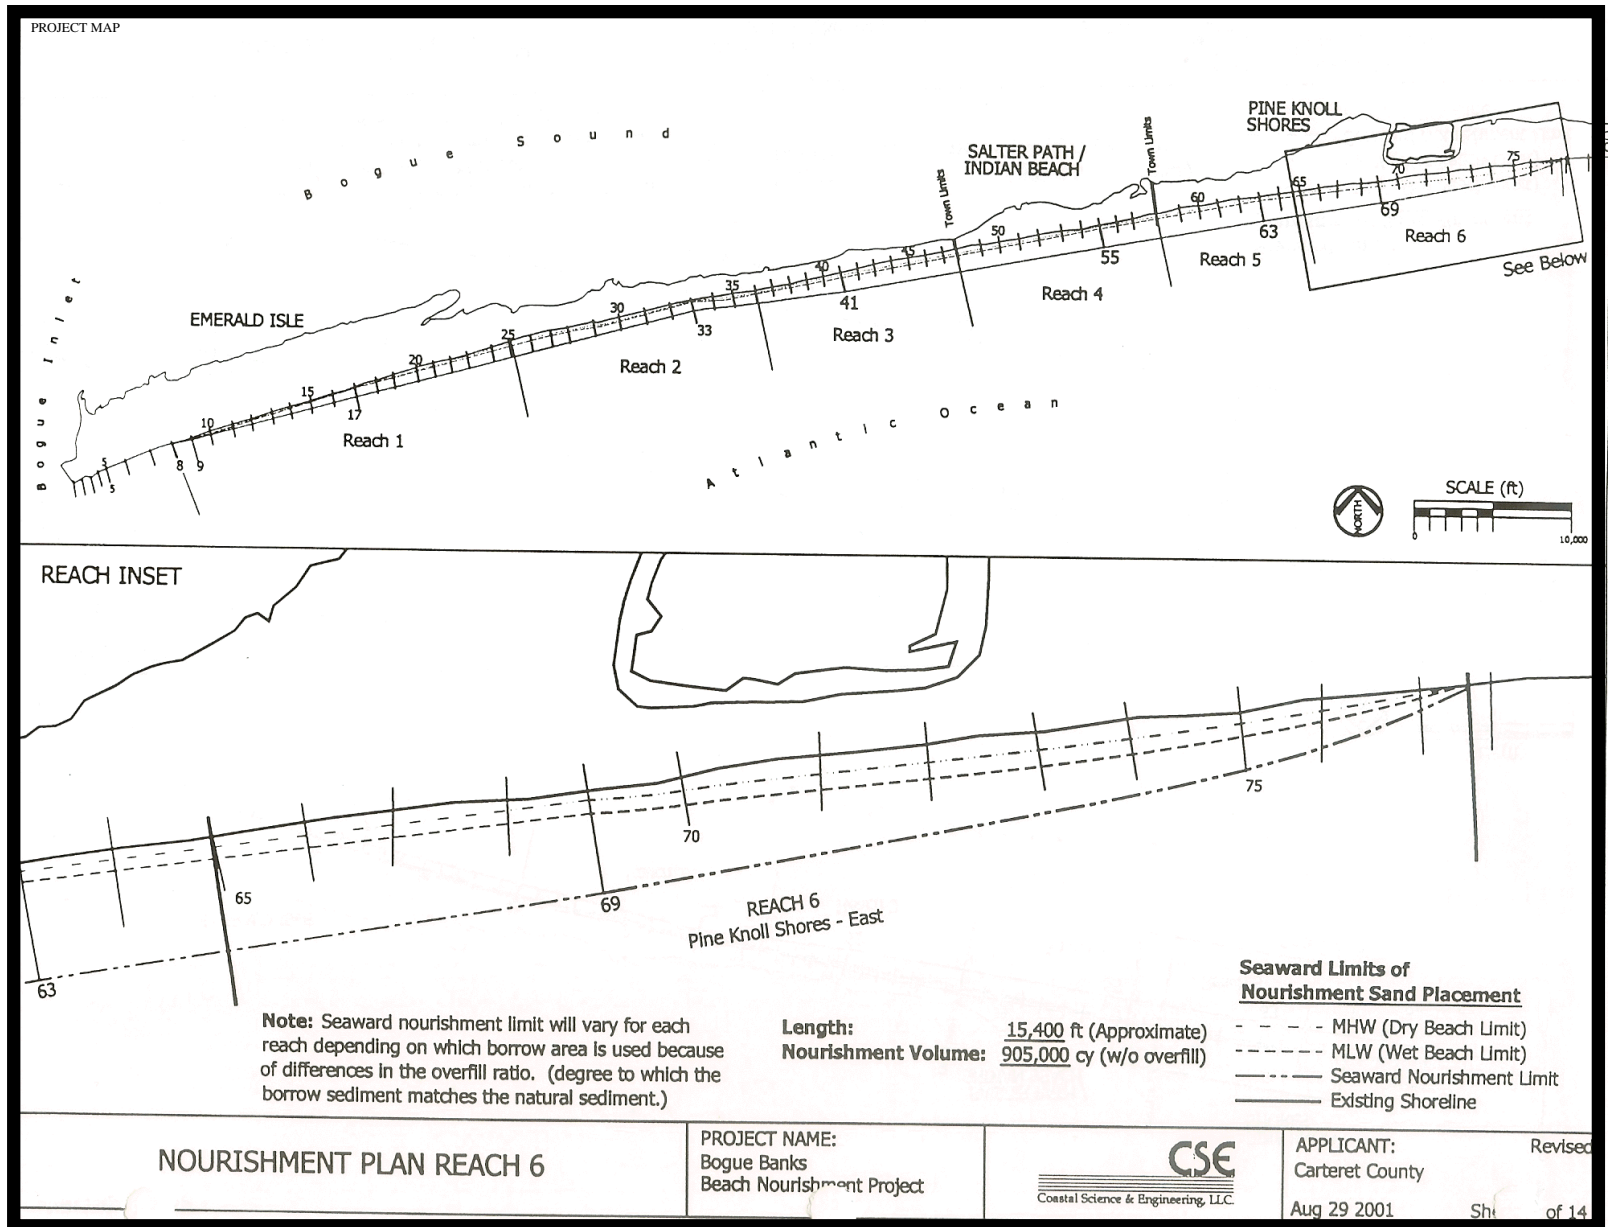 PROJECT MAP
Bogue Sound
PINE KNOLL
SHORES
Town Limits
SALTER PATH /
INDIAN BEACH
Town Limits
EMERALD ISLE
Bogue Inlet
5
5
8
9
10
15
17
20
25
30
33
35
40
41
45
50
55
60
63
65
69
70
75
Reach 1
Reach 2
Reach 3
Reach 4
Reach 5
Reach 6
See Below
Atlantic Ocean
NORTH
SCALE (ft)
0
10,000
REACH INSET
63
65
69
70
75
REACH 6
Pine Knoll Shores - East
Note: Seaward nourishment limit will vary for each
reach depending on which borrow area is used because
of differences in the overfill ratio. (degree to which the
borrow sediment matches the natural sediment.)
Length: 15,400 ft (Approximate)
Nourishment Volume: 905,000 cy (w/o overfill)
Seaward Limits of
Nourishment Sand Placement
MHW (Dry Beach Limit)
MLW (Wet Beach Limit)
Seaward Nourishment Limit
Existing Shoreline
NOURISHMENT PLAN REACH 6
PROJECT NAME:
Bogue Banks
Beach Nourishment Project
CSE
Coastal Science & Engineering, LLC.
APPLICANT:
Carteret County
Revised
Aug 29 2001
of 14